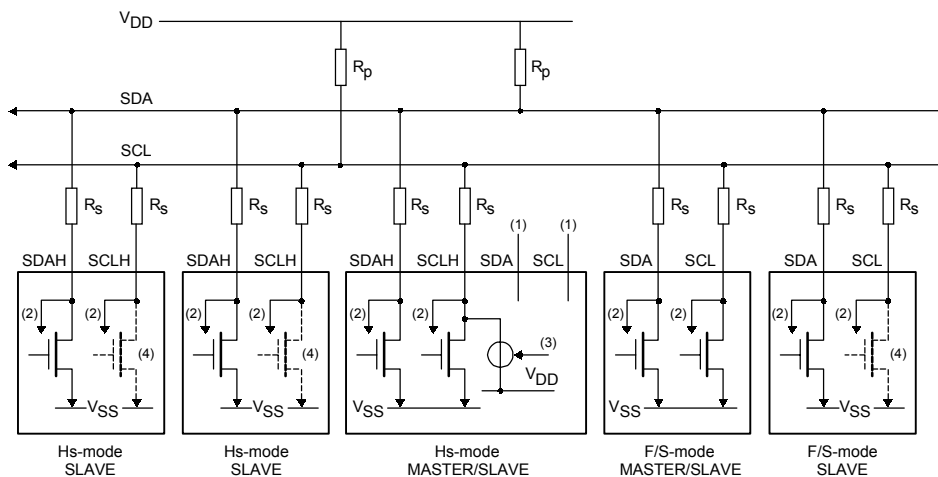 VDD
Rp Rp
SDA
SCL
Rs Rs Rs Rs Rs Rs Rs Rs Rs Rs
(1) (1)
SDAH SCLH SDAH SCLH SDAH SCLH SDA SCL SDA SCL SDA SCL
(2) (2) (2) (2) (2) (2) (2) (2) (2) (2)
(4) (4) (3) (4)
VDD
VSS VSS VSS VSS VSS
Hs-mode Hs-mode Hs-mode F/S-mode F/S-mode
SLAVE SLAVE MASTER/SLAVE MASTER/SLAVE SLAVE